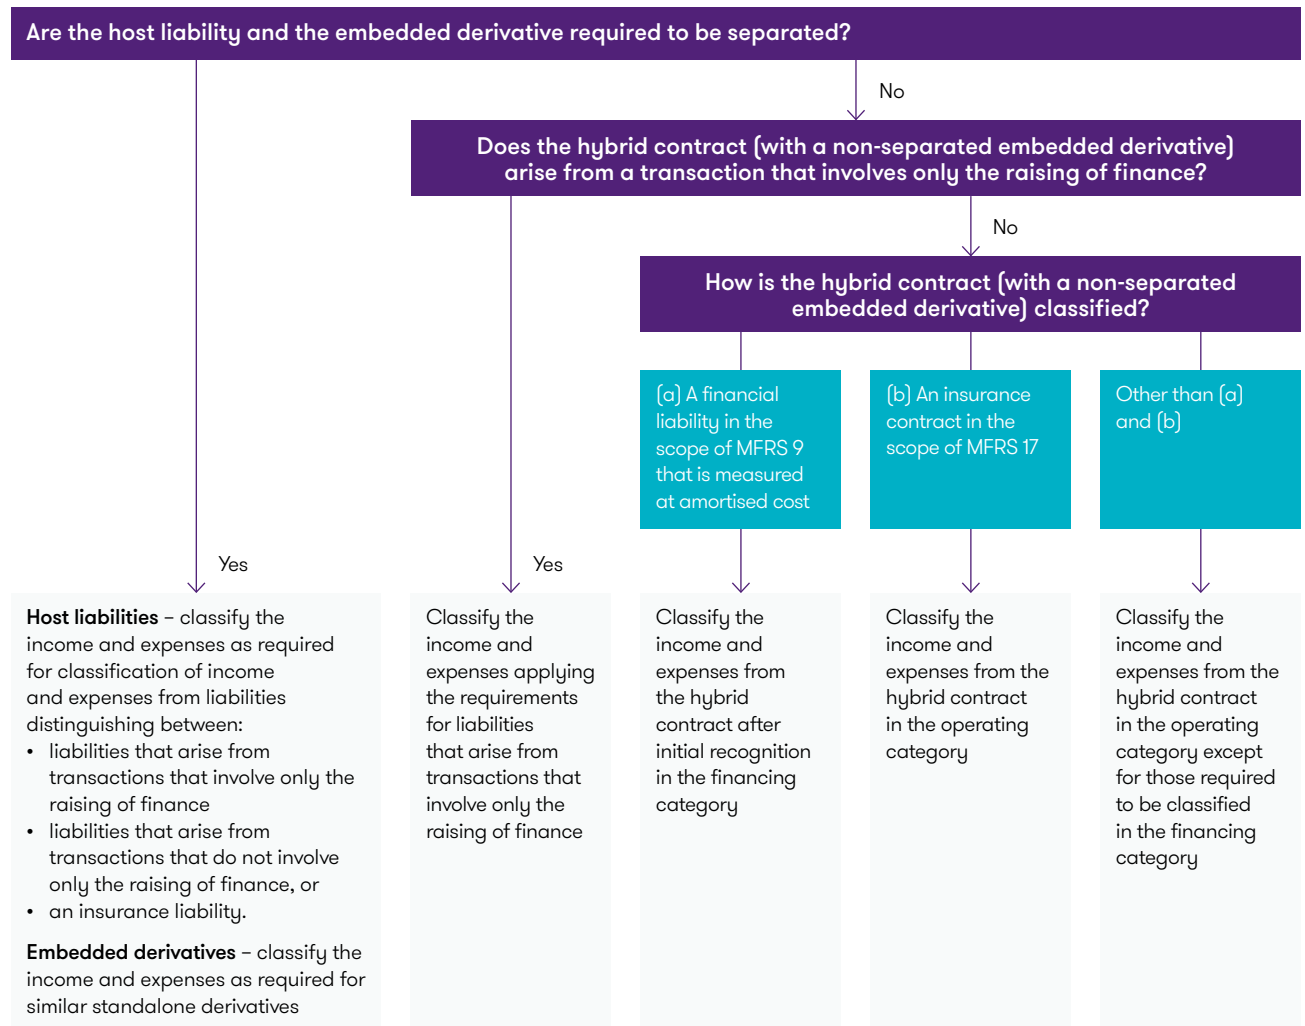 Are the host liability and the embedded derivative required to be separated?
No
Does the hybrid contract (with a non-separated embedded derivative)
arise from a transaction that involves only the raising of finance?
No
How is the hybrid contract (with a non-separated
embedded derivative) classified?
(a) A financial
liability in the
scope of MFRS 9
that is measured
at amortised cost
(b) An insurance
contract in the
scope of MFRS 17
Other than (a)
and (b)
Yes
Yes
Host liabilities – classify the
income and expenses as required
for classification of income
and expenses from liabilities
distinguishing between:
• liabilities that arise from
transactions that involve only the
raising of finance
• liabilities that arise from
transactions that do not involve
only the raising of finance, or
• an insurance liability.
Embedded derivatives – classify the
income and expenses as required for
similar standalone derivatives
Classify the
income and
expenses applying
the requirements
for liabilities
that arise from
transactions that
involve only the
raising of finance
Classify the
income and
expenses from
the hybrid
contract after
initial recognition
in the financing
category
Classify the
income and
expenses from the
hybrid contract
in the operating
category
Classify the
income and
expenses from the
hybrid contract
in the operating
category except
for those required
to be classified
in the financing
category